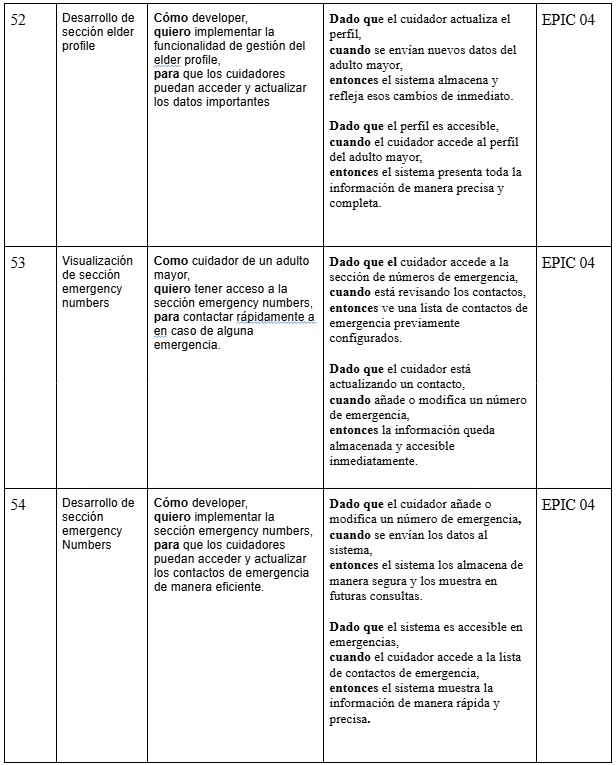 52
Desarrollo de
sección elder
profile
Cómo developer,
quiero implementar la
funcionalidad de gestión del
elder profile,
para que los cuidadores
puedan acceder y actualizar
los datos importantes
Dado que el cuidador actualiza el
perfil,
cuando se envían nuevos datos del
adulto mayor,
entonces el sistema almacena y
refleja esos cambios de inmediato.
Dado que el perfil es accesible,
cuando el cuidador accede al perfil
del adulto mayor,
entonces el sistema presenta toda la
información de manera precisa y
completa.
EPIC 04
53
Visualización
de sección
emergency
numbers
Como cuidador de un adulto
mayor,
quiero tener acceso a la
sección emergency numbers,
para contactar rápidamente a
en caso de alguna
emergencia.
Dado que el cuidador accede a la
sección de números de emergencia,
cuando está revisando los contactos,
entonces ve una lista de contactos de
emergencia previamente
configurados.
Dado que el cuidador está
actualizando un contacto,
cuando añade o modifica un número
de emergencia,
entonces la información queda
almacenada y accesible
inmediatamente.
EPIC 04
54
Desarrollo de
sección
emergency
Numbers
Cómo developer,
quiero implementar la
sección emergency numbers,
para que los cuidadores
puedan acceder y actualizar
los contactos de emergencia
de manera eficiente.
Dado que el cuidador añade o
modifica un número de emergencia,
cuando se envían los datos al
sistema,
entonces el sistema los almacena de
manera segura y los muestra en
futuras consultas.
Dado que el sistema es accesible en
emergencias,
cuando el cuidador accede a la lista
de contactos de emergencia,
entonces el sistema muestra la
información de manera rápida y
precisa.
EPIC 04